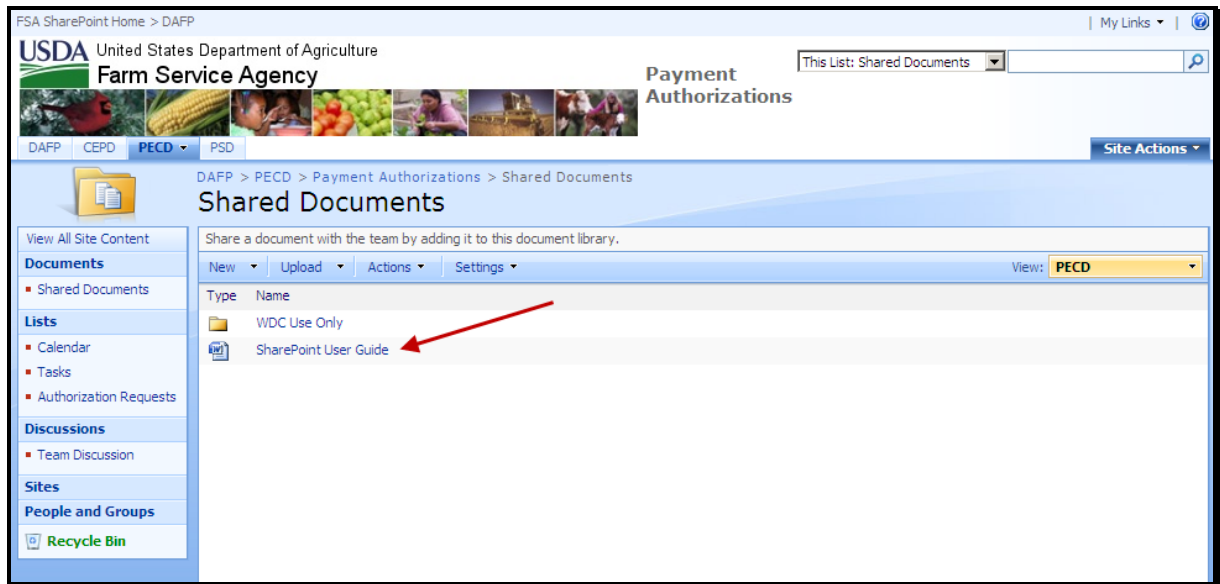 FSA SharePoint Home > DAFP
| My Links |
USDA United States Department of Agriculture
Farm Service Agency
Payment
Authorizations
This List: Shared Documents
DAFP CEPD PECD PSD
Site Actions
DAFP > PECD > Payment Authorizations > Shared Documents
Shared Documents
View All Site Content
Share a document with the team by adding it to this document library.
Documents
New Upload Actions Settings View: PECD
Shared Documents
Type Name
WDC Use Only
SharePoint User Guide
Lists
Calendar
Tasks
Authorization Requests
Discussions
Team Discussion
Sites
People and Groups
Recycle Bin